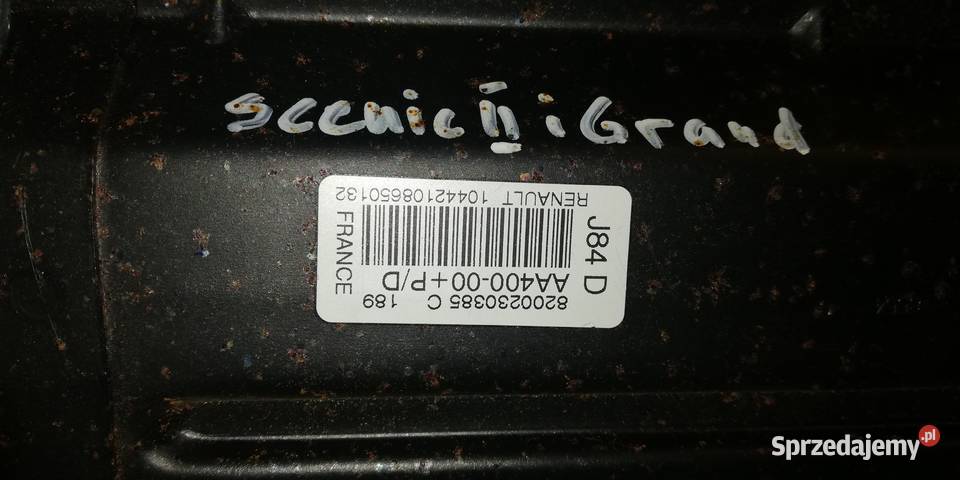 Scenic II i Grand
J84 D
8200230385 C 189
AA400-00+P/D
RENAULT 10442108650132
FRANCE
Sprzedajemy.pl